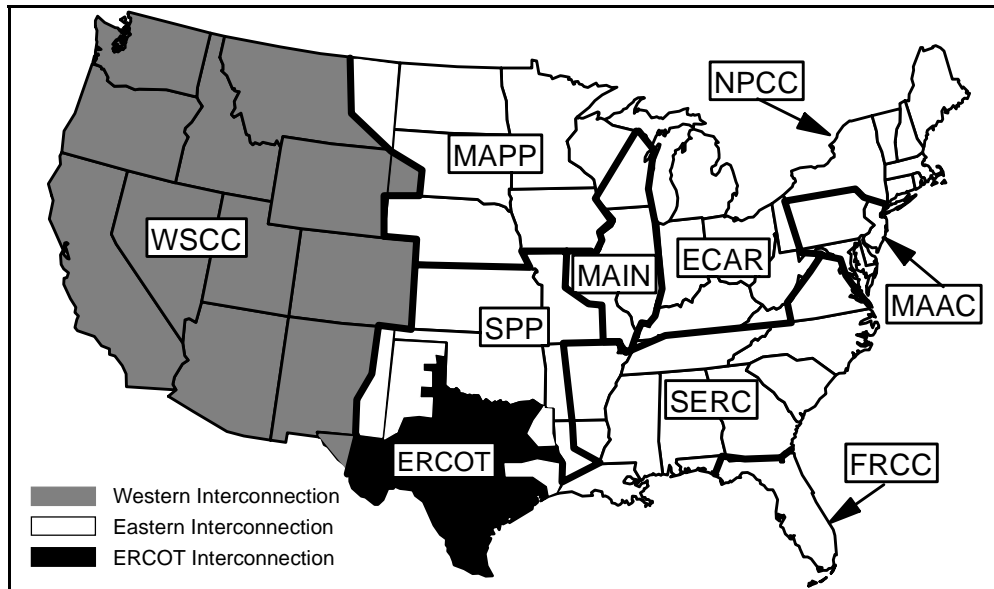 NPCC
MAPP
WSCC
ECAR
MAIN
MAAC
SPP
SERC
ERCOT
FRCC
Western Interconnection
Eastern Interconnection
ERCOT Interconnection